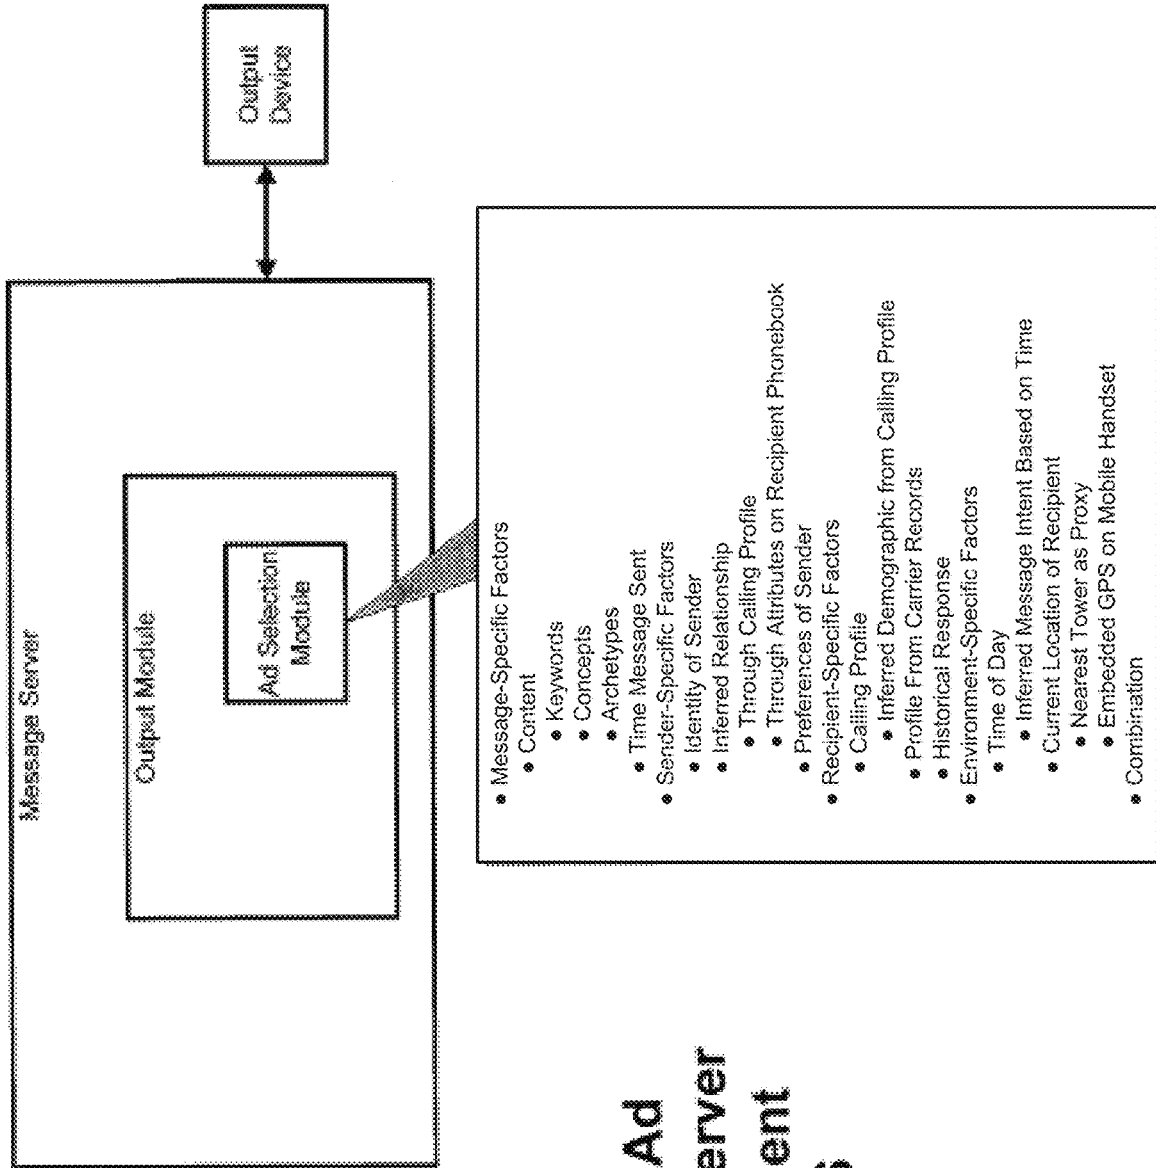 Message Server
Output Module
Ad Selection
Module
Output
Device
• Message-Specific Factors
• Content
• Keywords
• Concepts
• Archetypes
• Time Message Sent
• Sender-Specific Factors
• Identity of Sender
• Inferred Relationship
• Through Calling Profile
• Through Attributes on Recipient Phonebook
• Preferences of Sender
• Recipient-Specific Factors
• Calling Profile
• Inferred Demographic from Calling Profile
• Profile From Carrier Records
• Historical Response
• Environment-Specific Factors
• Time of Day
• Inferred Message Intent Based on Time
• Current Location of Recipient
• Nearest Tower as Proxy
• Embedded GPS on Mobile Handset
• Combination
Ad
erver
ent